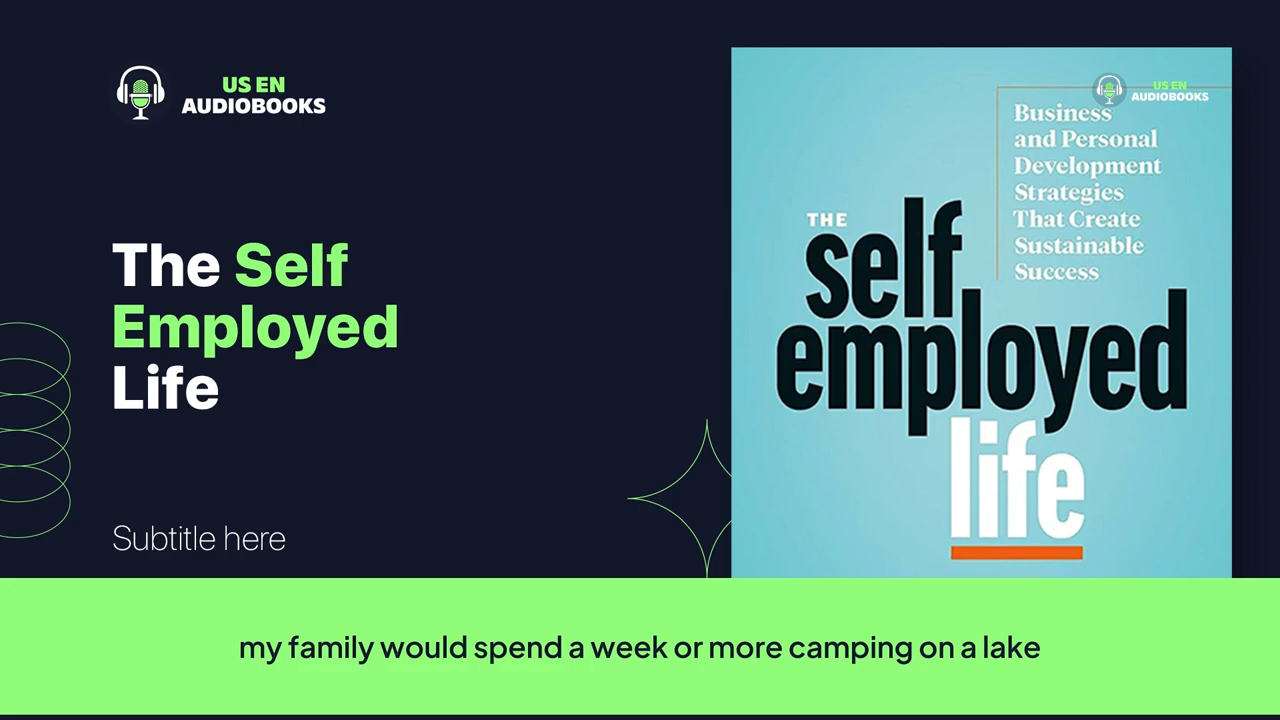 US EN
AUDIOBOOKS
The Self
Employed
Life
Subtitle here
US EN
AUDIOBOOKS
Business
and Personal
Development
Strategies
That Create
Sustainable
Success
THE
self
employed
life
my family would spend a week or more camping on a lake